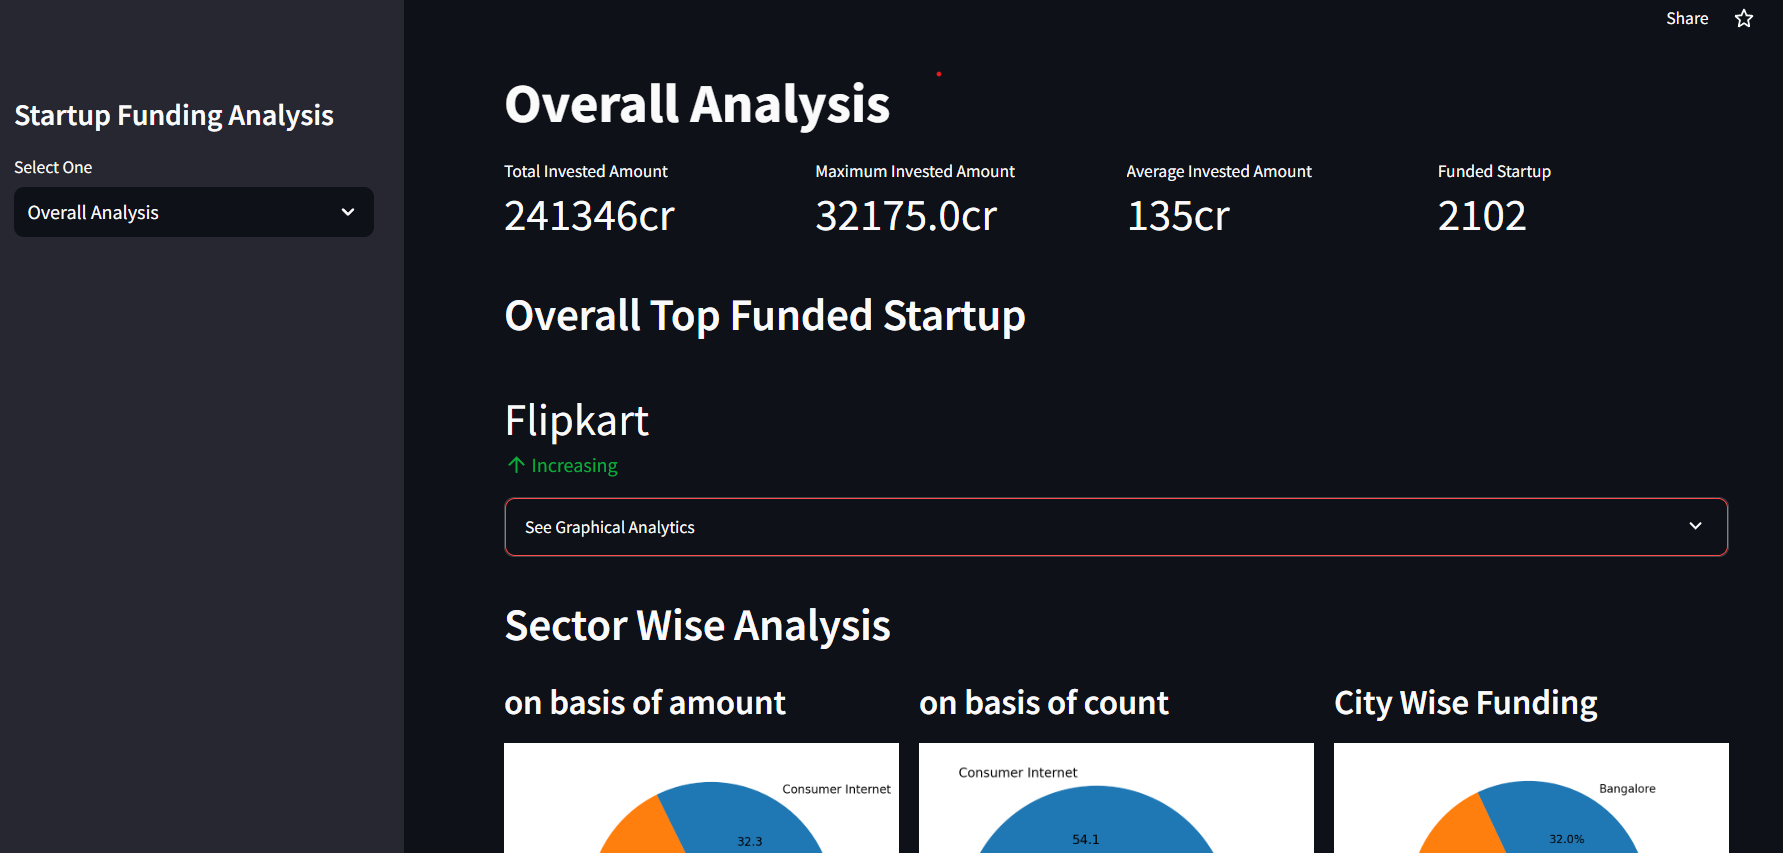 Share
Startup Funding Analysis
Select One
Overall Analysis
Overall Analysis
Total Invested Amount
241346cr
Maximum Invested Amount
32175.0cr
Average Invested Amount
135cr
Funded Startup
2102
Overall Top Funded Startup
Flipkart
Increasing
See Graphical Analytics
Sector Wise Analysis
on basis of amount
Consumer Internet
32.3
on basis of count
Consumer Internet
54.1
City Wise Funding
Bangalore
32.0%